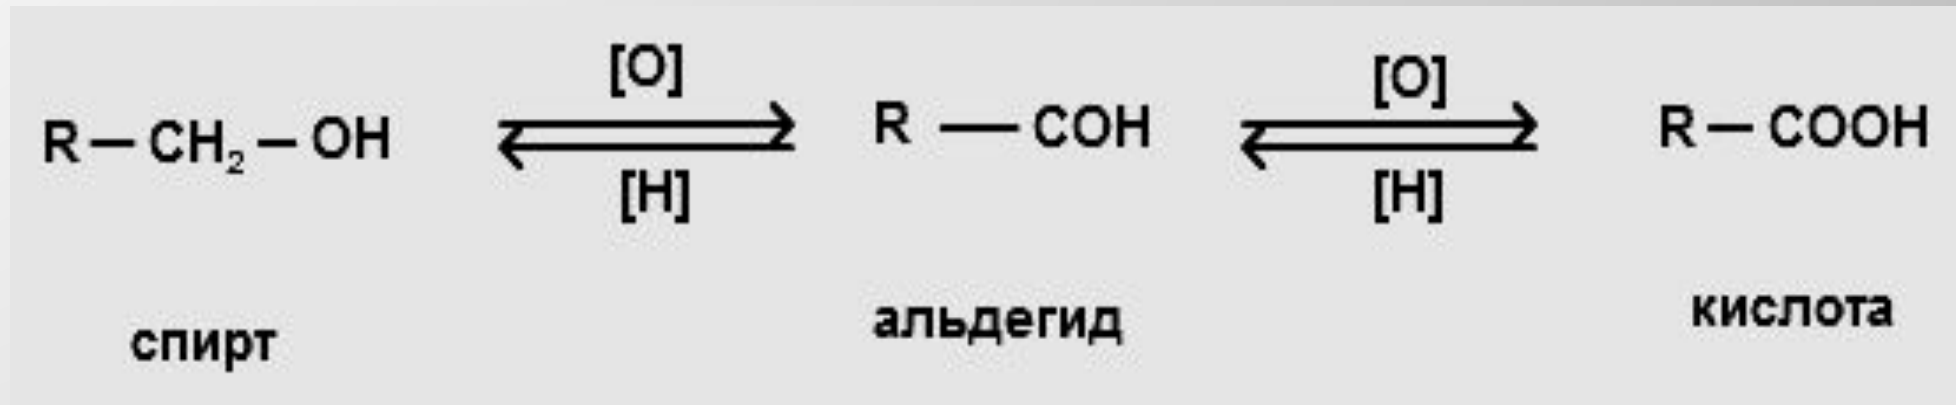 [O] [O]
R–CH₂–OH R—COH R–COOH
[H] [H]
спирт альдегид кислота